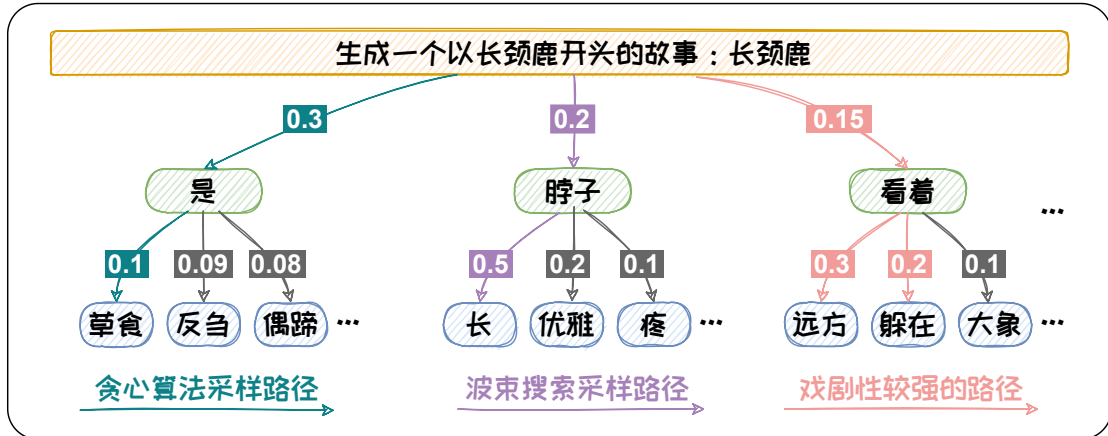 生成一个以长颈鹿开头的故事：长颈鹿
0.3 0.2 0.15
是 脖子 看着 ...
0.1 0.09 0.08 0.5 0.2 0.1 0.3 0.2 0.1
草食 反刍 偶蹄 ... 长 优雅 疼 ... 远方 躲在 大象 ...
贪心算法采样路径 波束搜索采样路径 戏剧性较强的路径